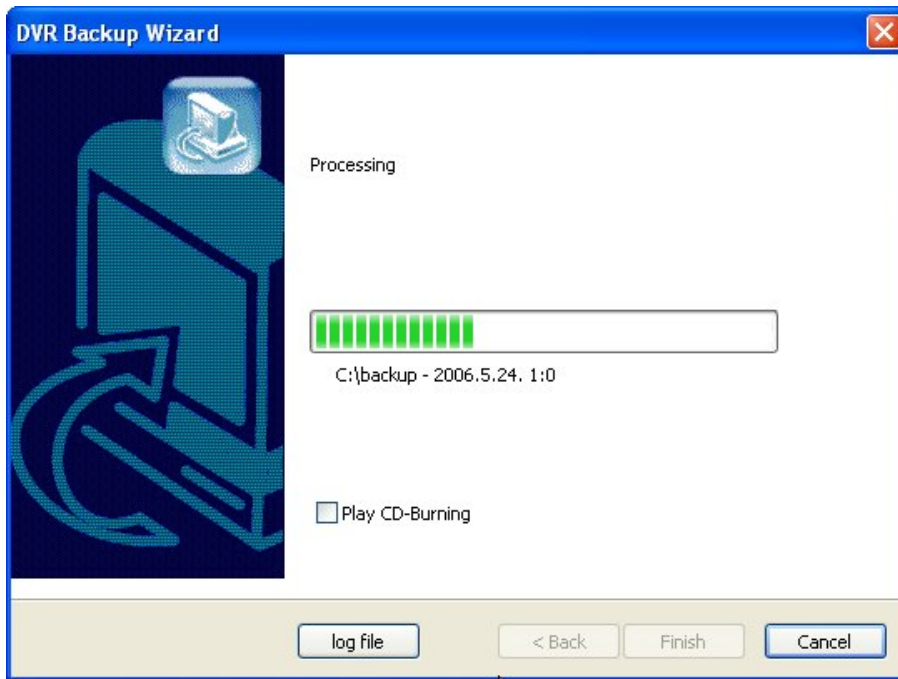 DVR Backup Wizard
Processing
C:\backup - 2006.5.24. 1:0
Play CD-Burning
log file
< Back
Finish
Cancel